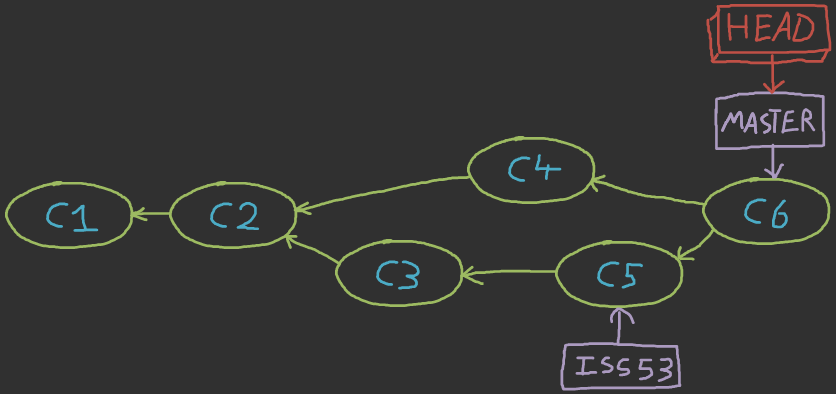 HEAD
MASTER
C4
C1
C2
C6
C3
C5
ISS53